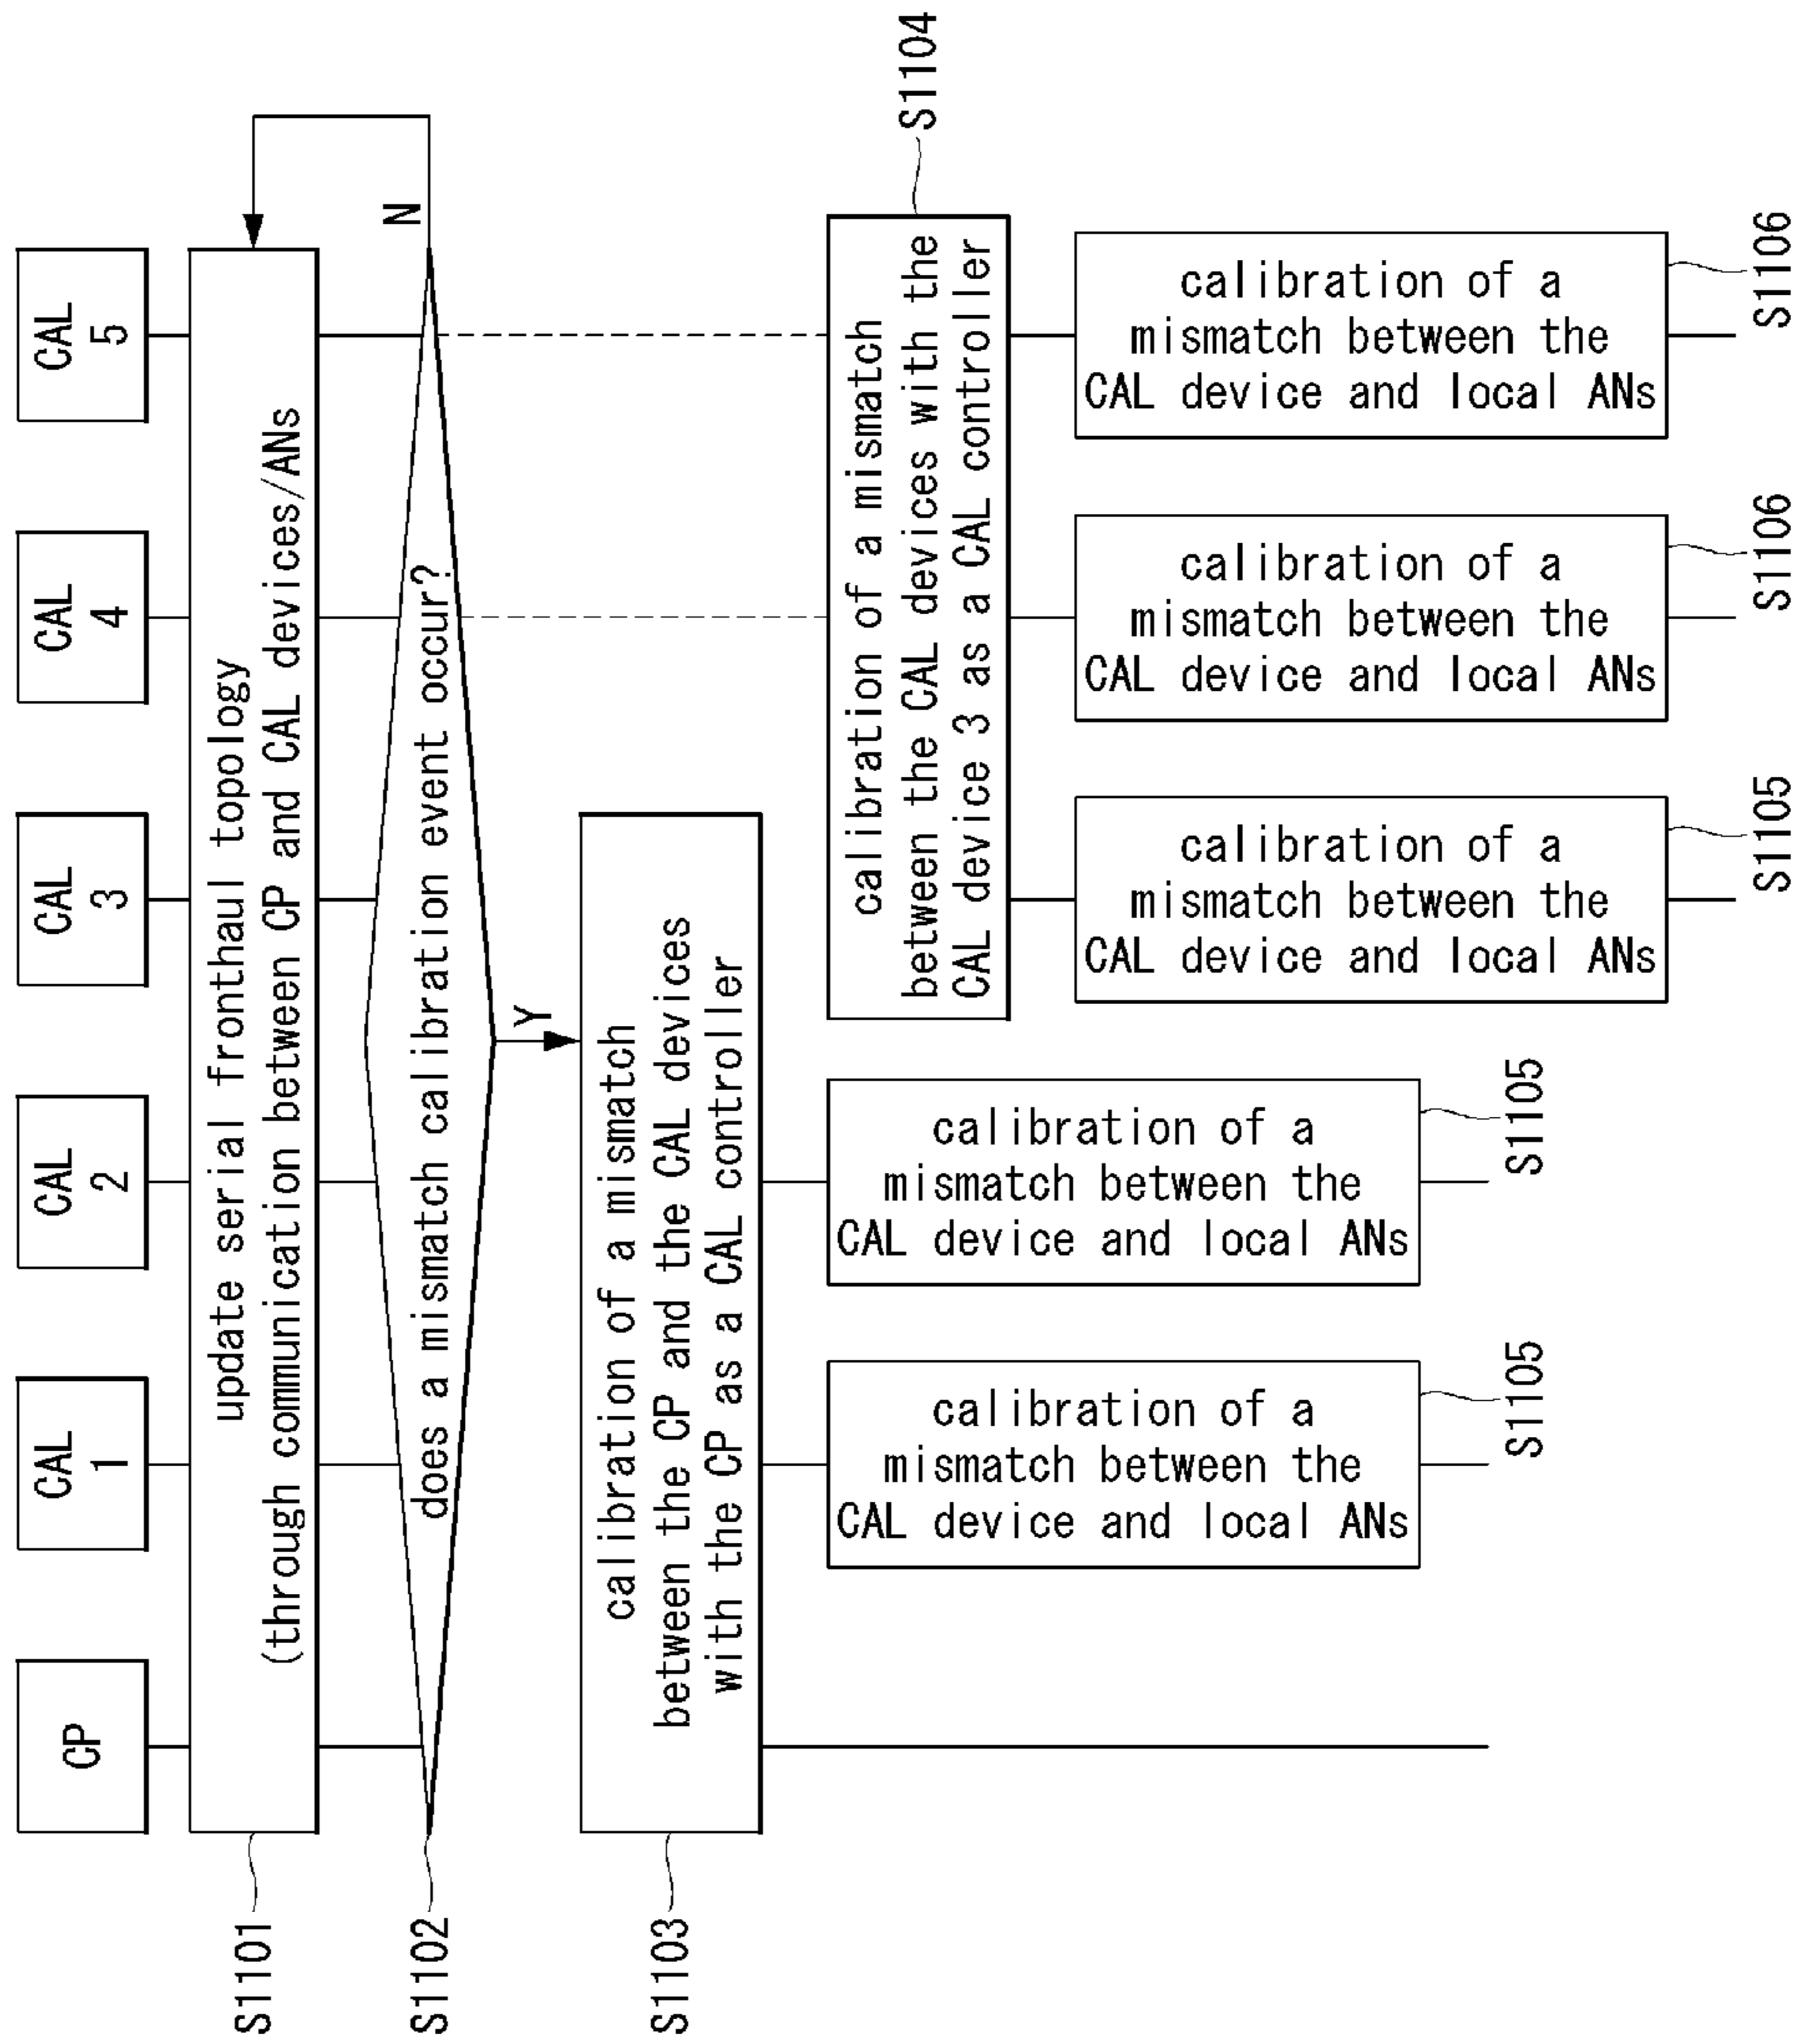 CP
CAL
1
CAL
2
CAL
3
CAL
4
CAL
5
S1101
update serial fronthaul topology
(through communication between CP and CAL devices/ANs
S1102
does a mismatch calibration event occur?
N
Y
S1103
calibration of a mismatch
between the CP and the CAL devices
with the CP as a CAL controller
calibration of a mismatch
between the CAL devices with the
CAL device 3 as a CAL controller
S1104
calibration of a
mismatch between the
CAL device and local ANs
S1105
calibration of a
mismatch between the
CAL device and local ANs
S1105
calibration of a
mismatch between the
CAL device and local ANs
S1105
calibration of a
mismatch between the
CAL device and local ANs
S1106
calibration of a
mismatch between the
CAL device and local ANs
S1106